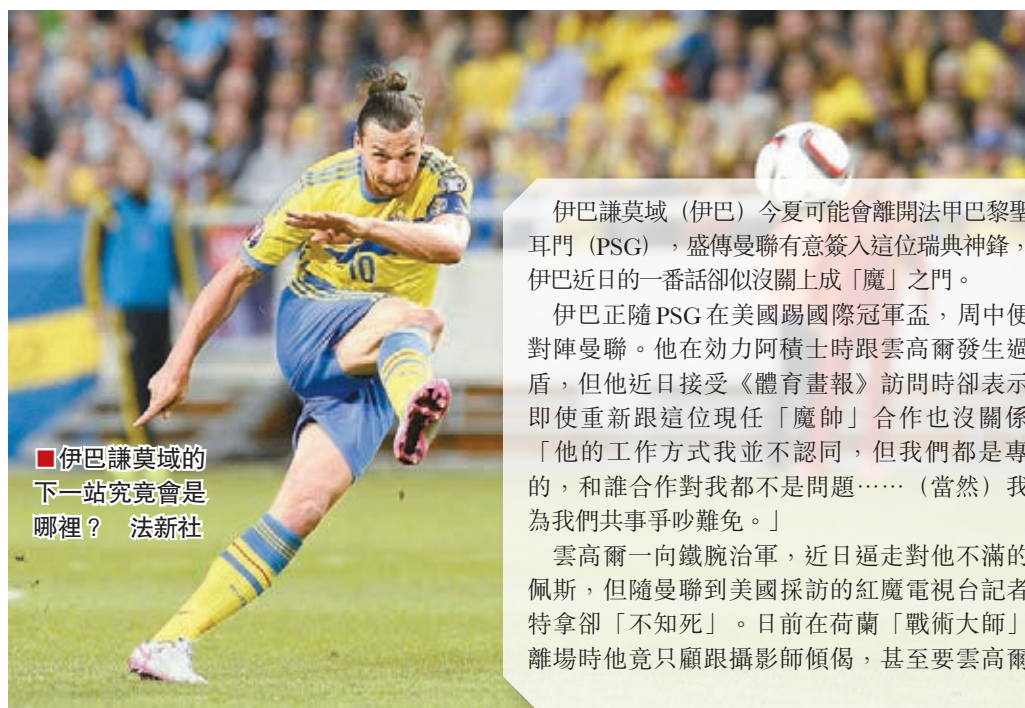 10
■伊巴謙莫域的
下一站究竟會是
哪裡？ 法新社
伊巴謙莫域（伊巴）今夏可能會離開法甲巴黎聖
耳門（PSG），盛傳曼聯有意簽入這位瑞典神鋒，
伊巴近日的一番話卻似沒關上成「魔」之門。
伊巴正隨PSG在美國踢國際冠軍盃，周中便
對陣曼聯。他在効力阿積士時跟雲高爾發生過
盾，但他近日接受《體育畫報》訪問時卻表示
即使重新跟這位現任「魔帥」合作也沒關係
「他的工作方式我並不認同，但我們都是專
的，和誰合作對我都不是問題……（當然）我
為我們共事爭吵難免。」
雲高爾一向鐵腕治軍，近日逼走對他不滿的
佩斯，但隨曼聯到美國採訪的紅魔電視台記者
特拿卻「不知死」。日前在荷蘭「戰術大師」
離場時他竟只顧跟攝影師傾偈，甚至要雲高爾